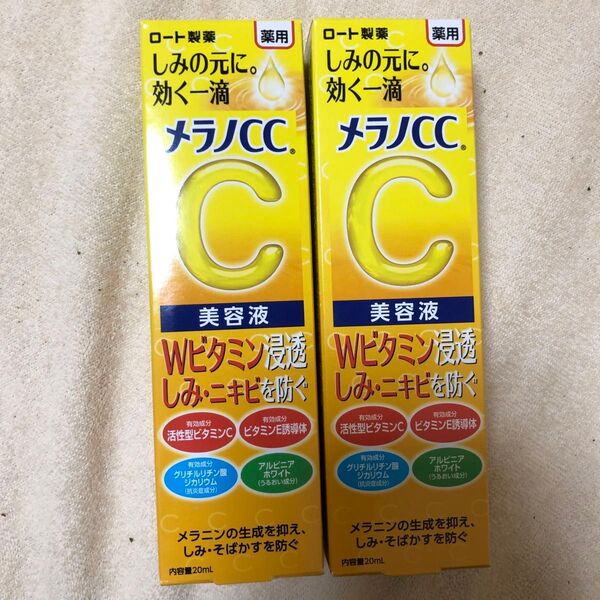 ロート製薬
薬用
しみの元に。
効く一滴
メラノCC®
C
美容液
Wビタミン浸透
しみ・ニキビを防ぐ
有効成分
活性型ビタミンC
有効成分
ビタミンE誘導体
有効成分
グリチルリチン酸
ジカリウム
(抗炎症成分)
アルピニア
ホワイト
(うるおい成分)
メラニンの生成を抑え、
しみ・そばかすを防ぐ
内容量20mL
ロート製薬
薬用
しみの元に。
効く一滴
メラノCC®
C
美容液
Wビタミン浸透
しみ・ニキビを防ぐ
有効成分
活性型ビタミンC
有効成分
ビタミンE誘導体
有効成分
グリチルリチン酸
ジカリウム
(抗炎症成分)
アルピニア
ホワイト
(うるおい成分)
メラニンの生成を抑え、
しみ・そばかすを防ぐ
内容量20mL